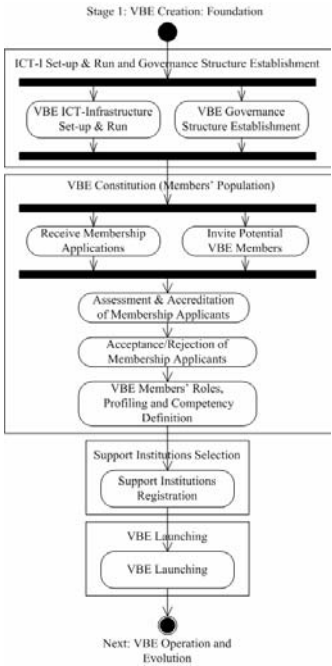 Stage 1: VBE Creation: Foundation
ICT-I Set-up & Run and Governance Structure Establishment
VBE ICT-Infrastructure
Set-up & Run
VBE Governance
Structure Establishment
VBE Constitution (Members' Population)
Receive Membership
Applications
Invite Potential
VBE Members
Assessment & Accreditation
of Membership Applicants
Acceptance/Rejection of
Membership Applicants
VBE Members' Roles,
Profiling and Competency
Definition
Support Institutions Selection
Support Institutions
Registration
VBE Launching
VBE Launching
Next: VBE Operation and
Evolution